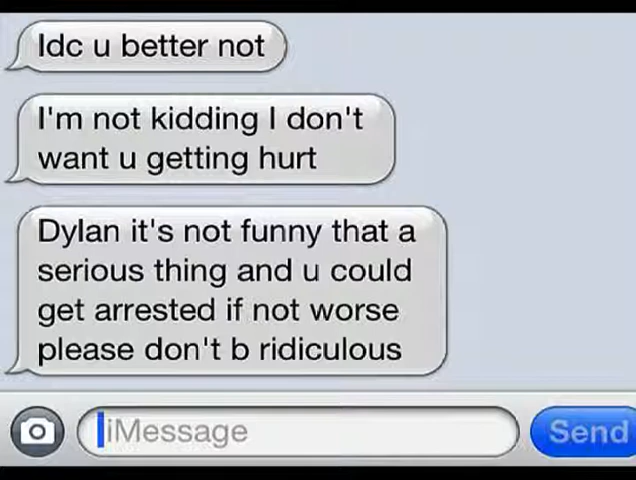 Idc u better not
I'm not kidding I don't
want u getting hurt
Dylan it's not funny that a
serious thing and u could
get arrested if not worse
please don't b ridiculous
iMessage
Send